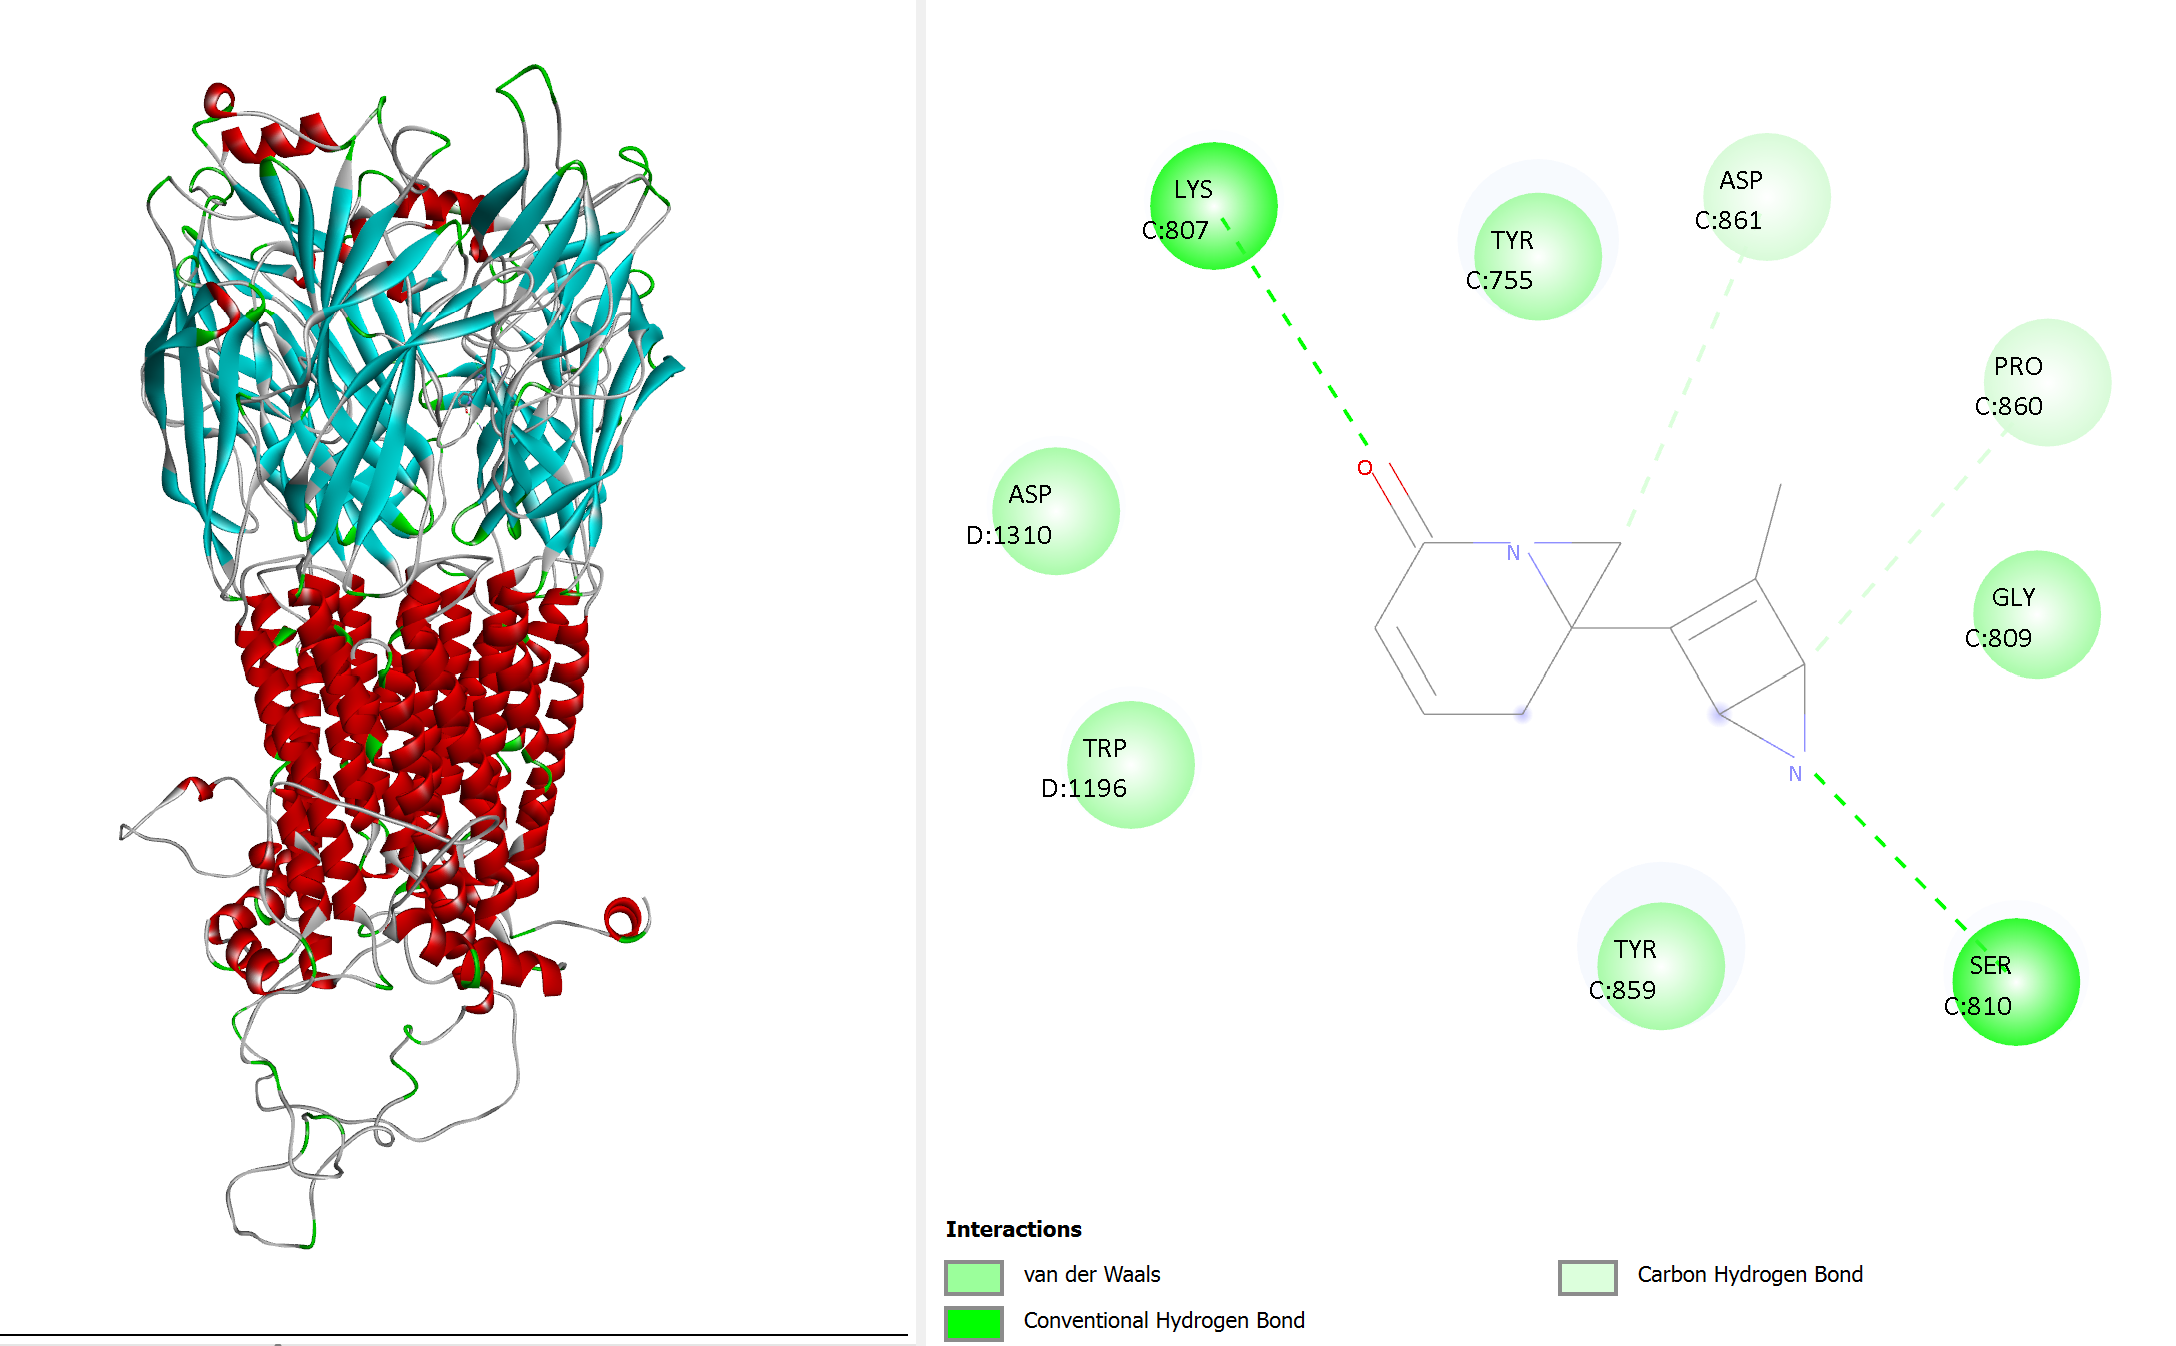 LYS
C:807
TYR
C:755
ASP
C:861
PRO
C:860
O
ASP
D:1310
N
GLY
C:809
TRP
D:1196
N
TYR
C:859
SER
C:810
Interactions
van der Waals
Conventional Hydrogen Bond
Carbon Hydrogen Bond